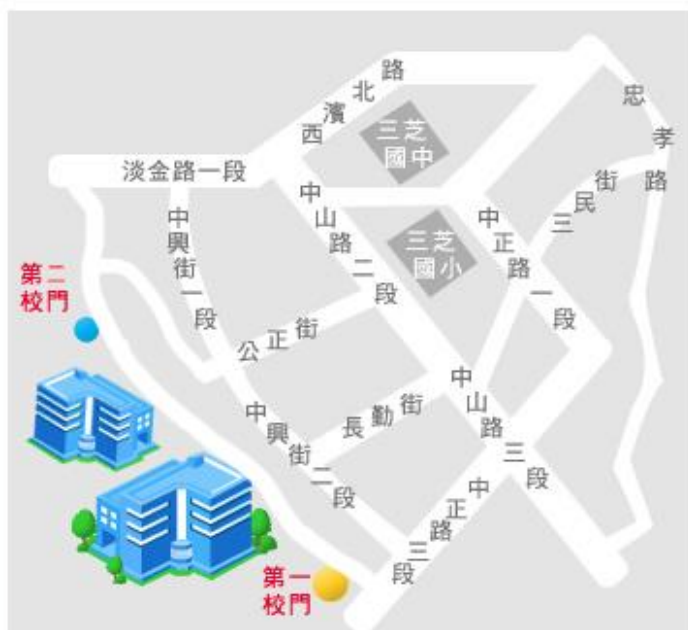 西濱北路
忠孝路
三芝
國中
淡金路一段
三民街
中山路二段
中正路一段
中興街一段
三芝
國小
第二
校門
公正街
中山路三段
長勤街
中興街二段
中正路三段
第一
校門